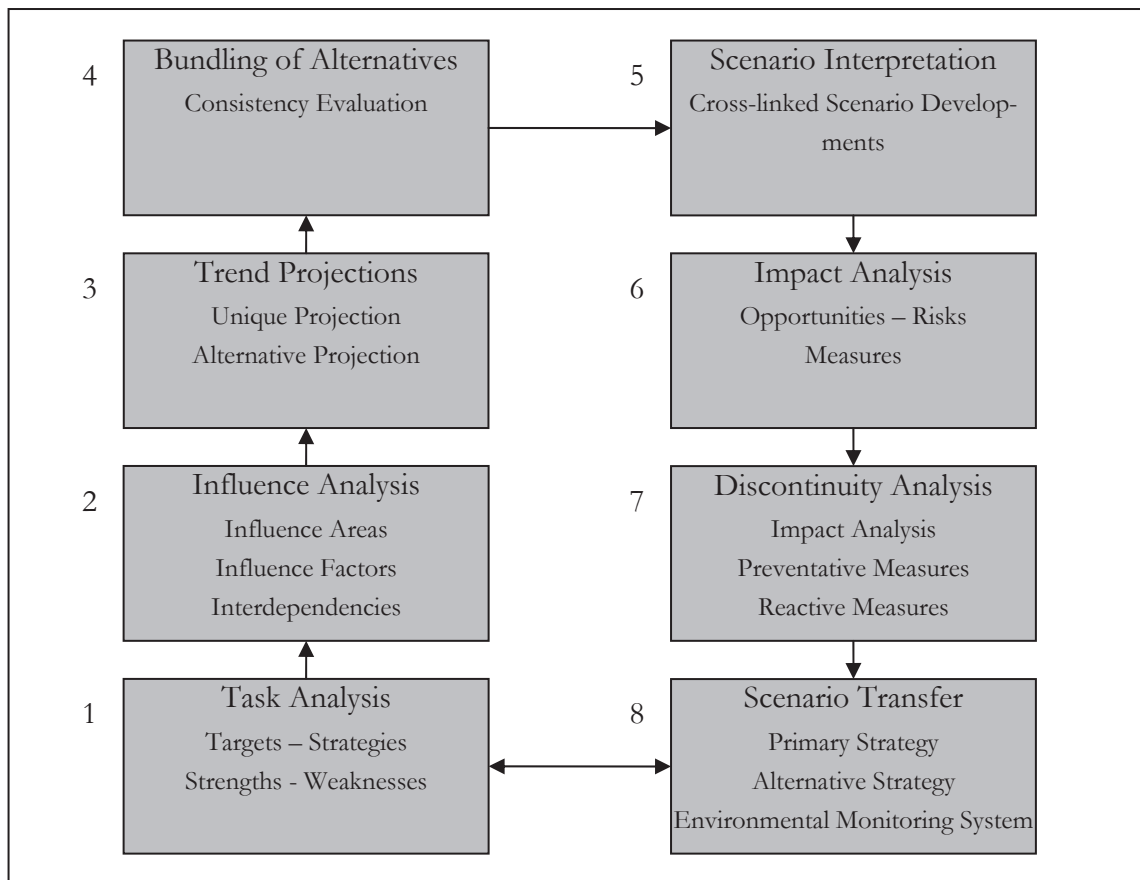 4
Bundling of Alternatives
Consistency Evaluation
5
Scenario Interpretation
Cross-linked Scenario Develop-
ments
3
Trend Projections
Unique Projection
Alternative Projection
6
Impact Analysis
Opportunities – Risks
Measures
2
Influence Analysis
Influence Areas
Influence Factors
Interdependencies
7
Discontinuity Analysis
Impact Analysis
Preventative Measures
Reactive Measures
1
Task Analysis
Targets – Strategies
Strengths - Weaknesses
8
Scenario Transfer
Primary Strategy
Alternative Strategy
Environmental Monitoring System